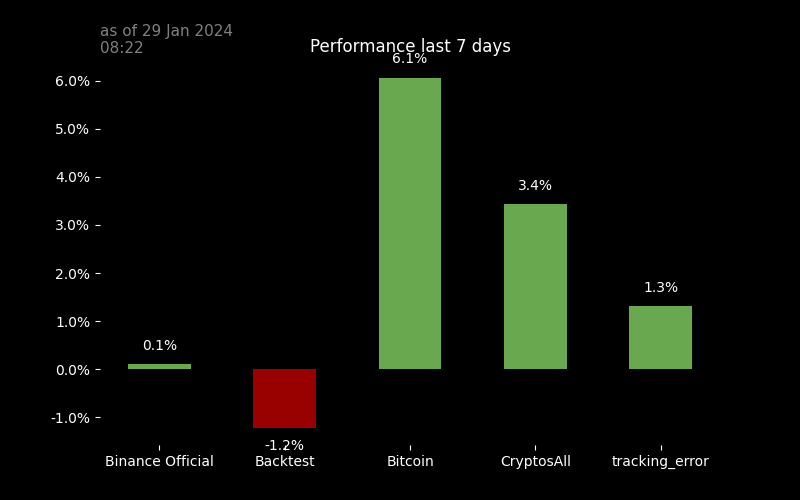 as of 29 Jan 2024
08:22
Performance last 7 days
6.1%
6.0%
5.0%
4.0%
3.4%
3.0%
2.0%
1.3%
1.0%
0.1%
0.0%
-1.0%
-1.2%
Binance Official
Backtest
Bitcoin
CryptosAll
tracking_error